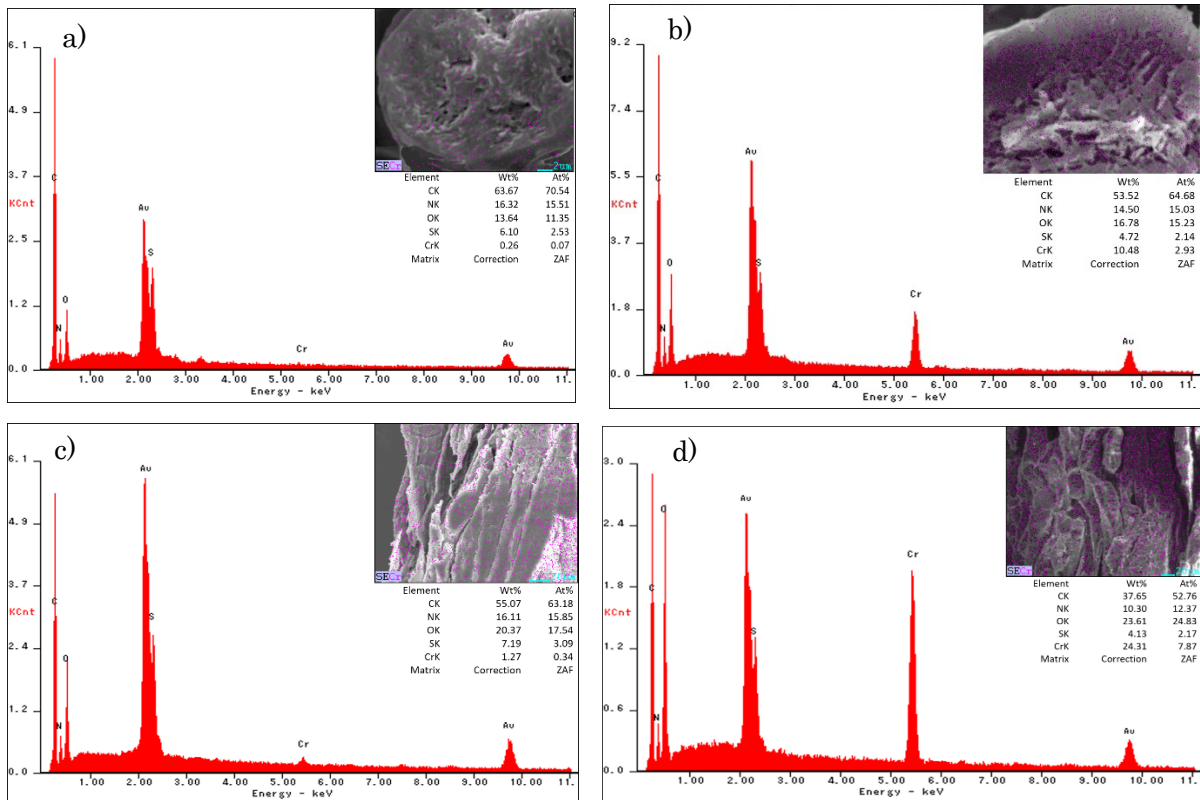 a)
6.1
4.9
3.7
KCnt
2.5
1.2
0.0
C
N
O
Au
S
Cr
Au
1.00 2.00 3.00 4.00 5.00 6.00 7.00 8.00 9.00 10.00 11.
Energy - keV
SECr 2um
Element Wt% At%
CK 63.67 70.54
NK 16.32 15.51
OK 13.64 11.35
SK 6.10 2.53
CrK 0.26 0.07
Matrix Correction ZAF
b)
9.2
7.4
5.5
KCnt
3.7
1.8
0.0
C
N
O
Au
S
Cr
Au
1.00 2.00 3.00 4.00 5.00 6.00 7.00 8.00 9.00 10.00 11.
Energy - keV
Element Wt% At%
CK 53.52 64.68
NK 14.50 15.03
OK 16.78 15.23
SK 4.72 2.14
CrK 10.48 2.93
Matrix Correction ZAF
c)
6.1
4.9
3.7
KCnt
2.4
1.2
0.0
C
N
O
Au
S
Cr
Au
1.00 2.00 3.00 4.00 5.00 6.00 7.00 8.00 9.00 10.00 11.
Energy - keV
SECr
Element Wt% At%
CK 55.07 63.18
NK 16.11 15.85
OK 20.37 17.54
SK 7.19 3.09
CrK 1.27 0.34
Matrix Correction ZAF
d)
3.0
2.4
1.8
KCnt
1.2
0.6
0.0
C
N
O
Au
S
Cr
Au
1.00 2.00 3.00 4.00 5.00 6.00 7.00 8.00 9.00 10.00 11.
Energy - keV
SECr
Element Wt% At%
CK 37.65 52.76
NK 10.30 12.37
OK 23.61 24.83
SK 4.13 2.17
CrK 24.31 7.87
Matrix Correction ZAF